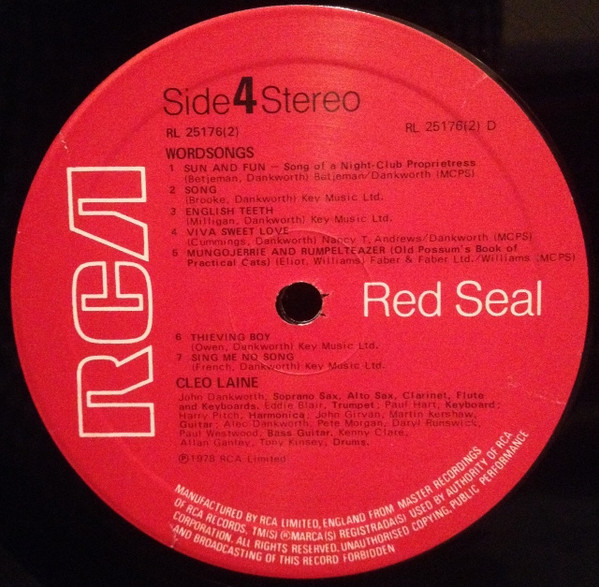 Side 4 Stereo
RL 25176(2)
RL 25176(2) D
WORDSONGS
1 SUN AND FUN – Song of a Night-Club Proprietress
(Betjeman, Dankworth) Betjeman/Dankworth (MCPS)
2 SONG
(Brooke, Dankworth) Key Music Ltd.
3 ENGLISH TEETH
(Milligan, Dankworth) Key Music Ltd.
4 VIVA SWEET LOVE
(Cummings, Dankworth) Nancy T. Andrews/Dankworth (MCPS)
5 MUNGOJERRIE AND RUMPELTEAZER (Old Possum's Book of
Practical Cats) (Eliot, Williams) Faber & Faber Ltd./Williams (MCPS)
RCA
Red Seal
6 THIEVING BOY
(Owen, Dankworth) Key Music Ltd.
7 SING ME NO SONG
(French, Dankworth) Key Music Ltd.
CLEO LAINE
John Dankworth, Soprano Sax, Alto Sax, Clarinet, Flute
and Keyboards, Eddie Blair, Trumpet; Paul Hart, Keyboard;
Harry Pitch, Harmonica; John Girvan, Martin Kershaw,
Guitar; Alec Dankworth, Pete Morgan, Daryl Runswick,
Paul Westwood, Bass Guitar, Kenny Clare,
Allan Ganley, Tony Kinsey, Drums.
Ⓟ1978 RCA Limited
MANUFACTURED BY RCA LIMITED, ENGLAND FROM MASTER RECORDINGS
OF RCA RECORDS, TM(S) ®MARCA(S) REGISTRADA(S) USED BY AUTHORITY OF RCA
CORPORATION. ALL RIGHTS RESERVED. UNAUTHORISED COPYING, PUBLIC PERFORMANCE
AND BROADCASTING OF THIS RECORD FORBIDDEN